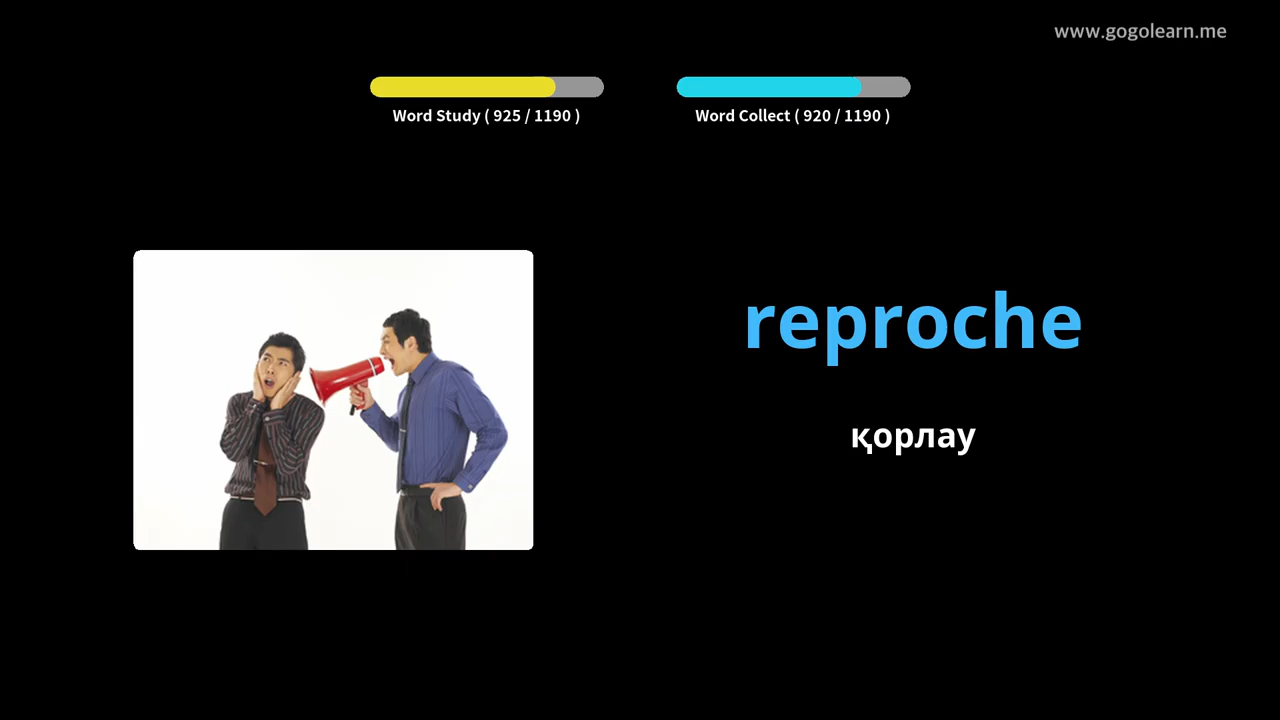 www.gogolearn.me
Word Study ( 925 / 1190 )
Word Collect ( 920 / 1190 )
reproche
қорлау